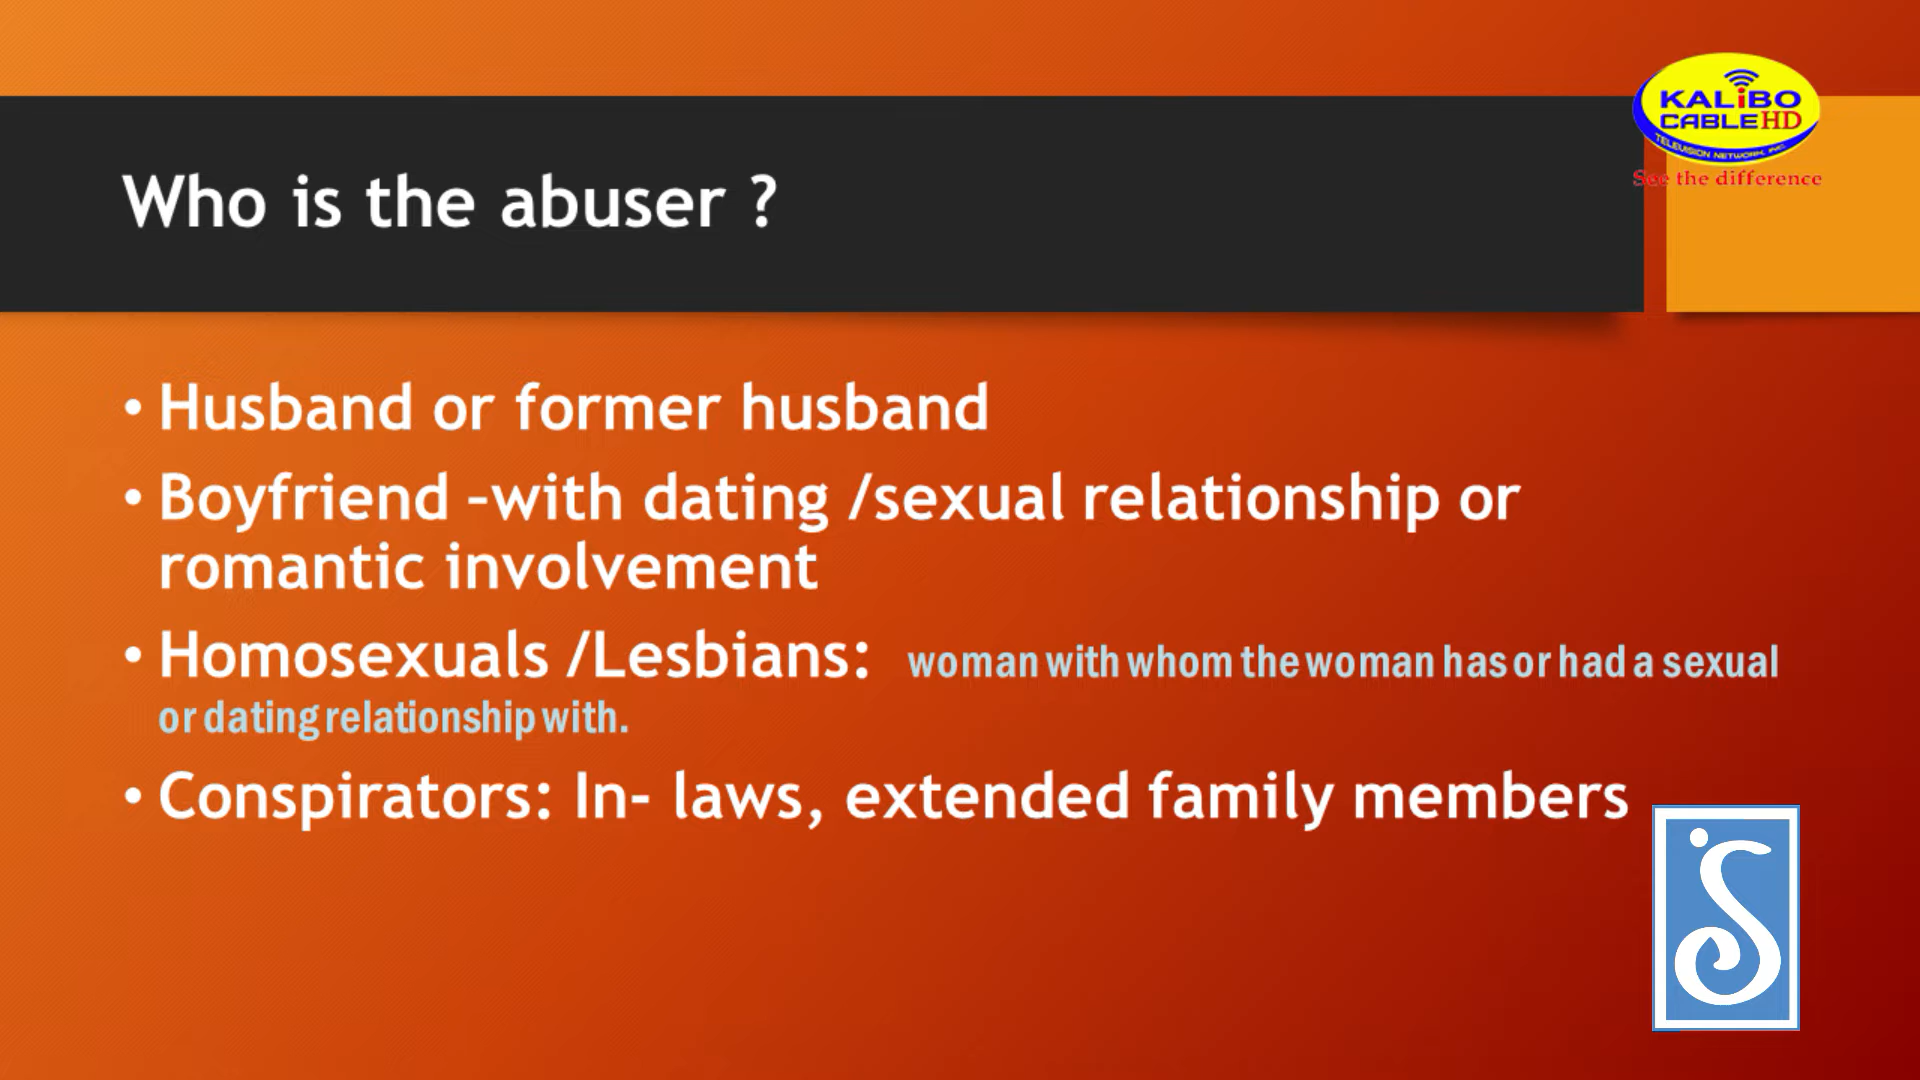 KALiBO
CABLEHD
TELEVISION NETWORK, INC.
See the difference
Who is the abuser ?
• Husband or former husband
• Boyfriend –with dating /sexual relationship or
romantic involvement
• Homosexuals /Lesbians: woman with whom the woman has or had a sexual
or dating relationship with.
• Conspirators: In- laws, extended family members